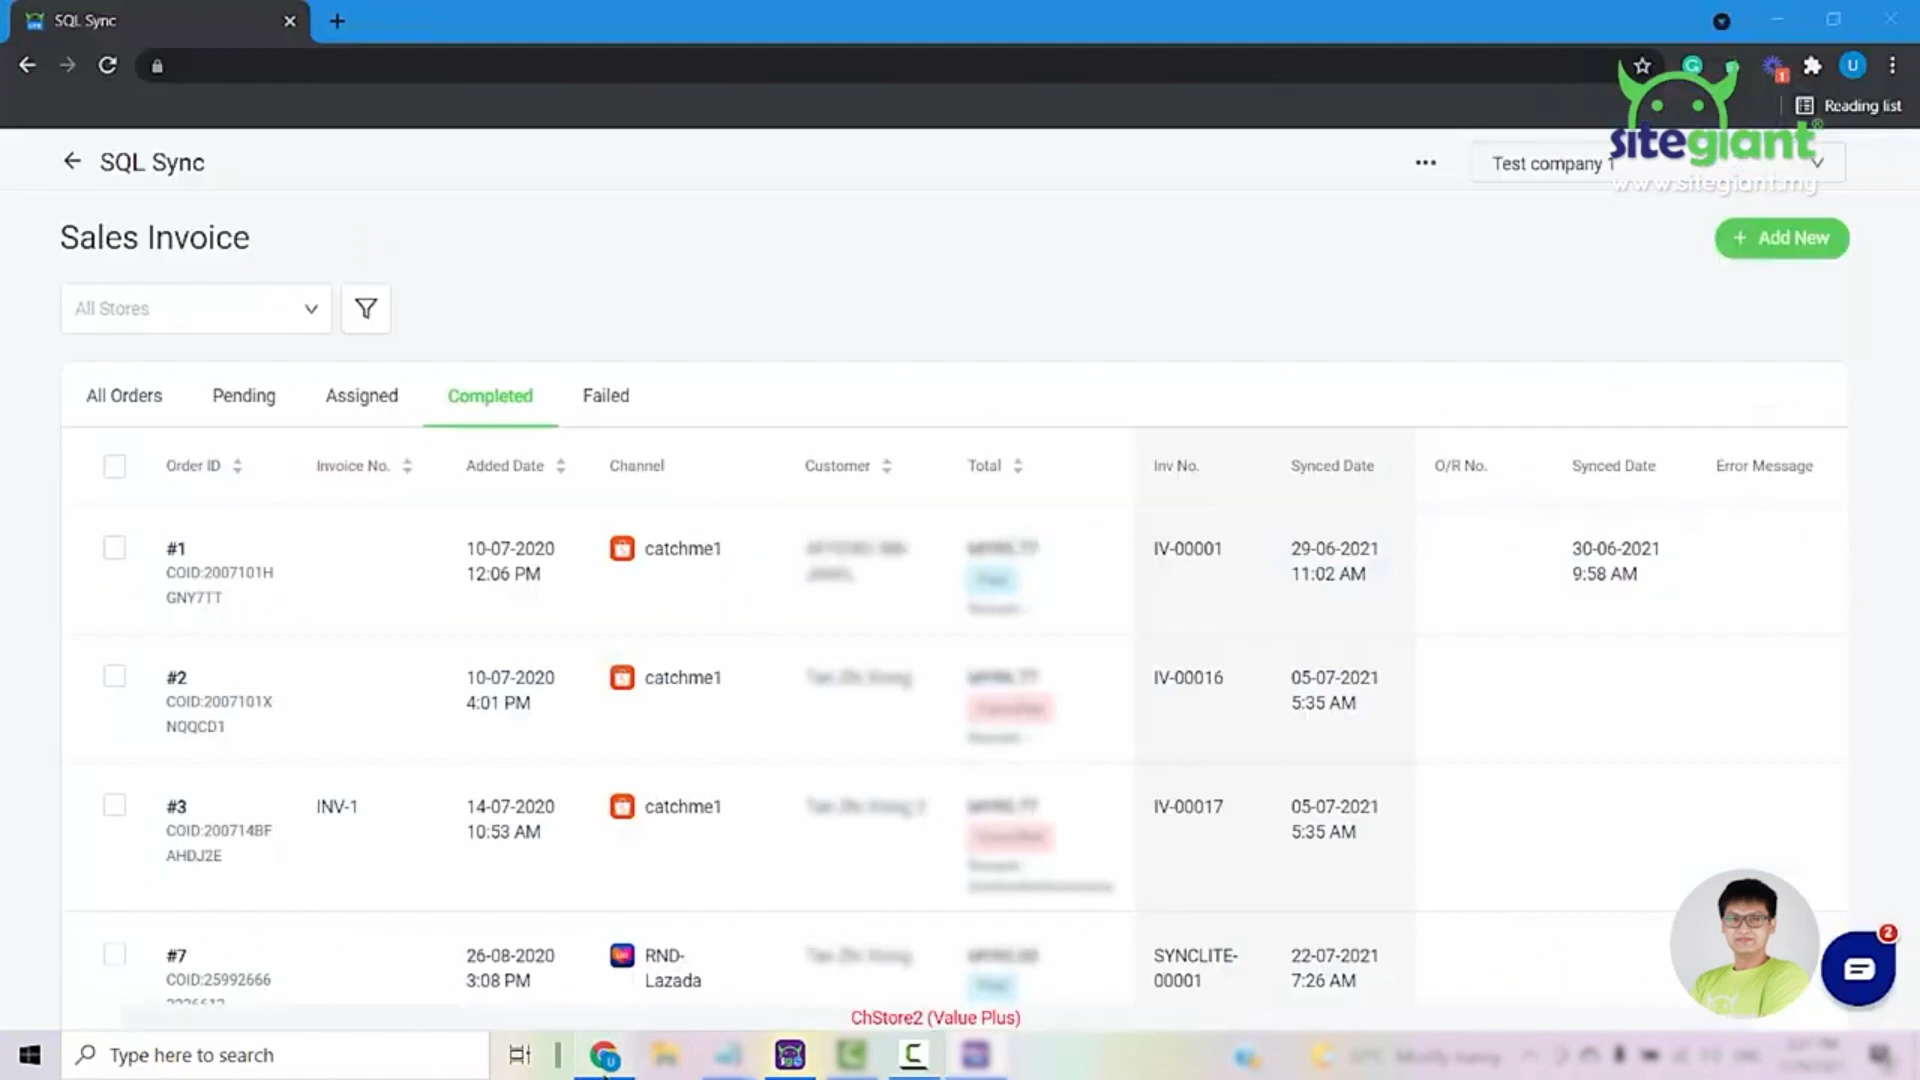 SQL Sync
Reading list
sitegiant®
www.sitegiant.my
SQL Sync
Test company 1
Sales Invoice
+ Add New
All Stores
All Orders
Pending
Assigned
Completed
Failed
Order ID
Invoice No.
Added Date
Channel
Customer
Total
Inv No.
Synced Date
O/R No.
Synced Date
Error Message
#1
COID:2007101H
GNY7TT
10-07-2020
12:06 PM
catchme1
IV-00001
29-06-2021
11:02 AM
30-06-2021
9:58 AM
#2
COID:2007101X
NQQCD1
10-07-2020
4:01 PM
catchme1
IV-00016
05-07-2021
5:35 AM
#3
COID:200714BF
AHDJ2E
INV-1
14-07-2020
10:53 AM
catchme1
IV-00017
05-07-2021
5:35 AM
#7
COID:25992666
26-08-2020
3:08 PM
RND-
Lazada
SYNCLITE-
00001
22-07-2021
7:26 AM
2
ChStore2 (Value Plus)
Type here to search